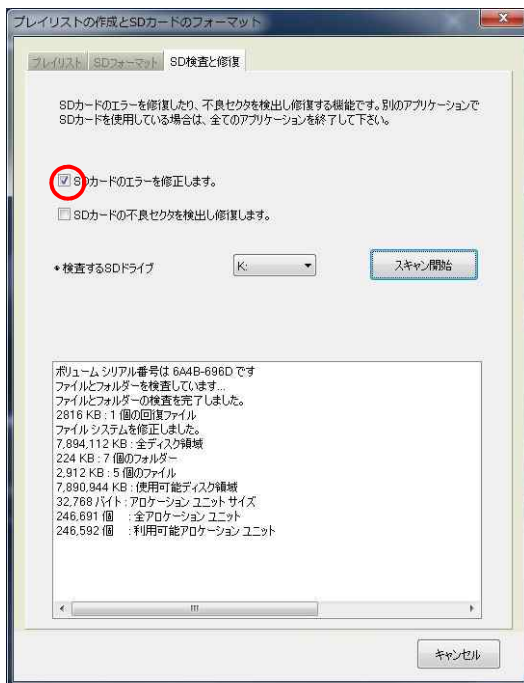 プレイリストの作成とSDカードのフォーマット
プレイリスト SDフォーマット SD検査と修復
SDカードのエラーを修復したり、不良セクタを検出し修復する機能です。別のアプリケーションで
SDカードを使用している場合は、全てのアプリケーションを終了して下さい。
SDカードのエラーを修正します。
SDカードの不良セクタを検出し修復します。
*検査するSDドライブ K: スキャン開始
ボリューム シリアル番号は 6A4B-696D です
ファイルとフォルダーを検査しています...
ファイルとフォルダーの検査を完了しました。
2816 KB : 1 個の回復ファイル
ファイル システムを修正しました。
7,894,112 KB : 全ディスク領域
224 KB : 7 個のフォルダー
2,912 KB : 5 個のファイル
7,890,944 KB : 使用可能ディスク領域
32,768 バイト : アロケーション ユニット サイズ
246,691 個 : 全アロケーション ユニット
246,592 個 : 利用可能アロケーション ユニット
キャンセル